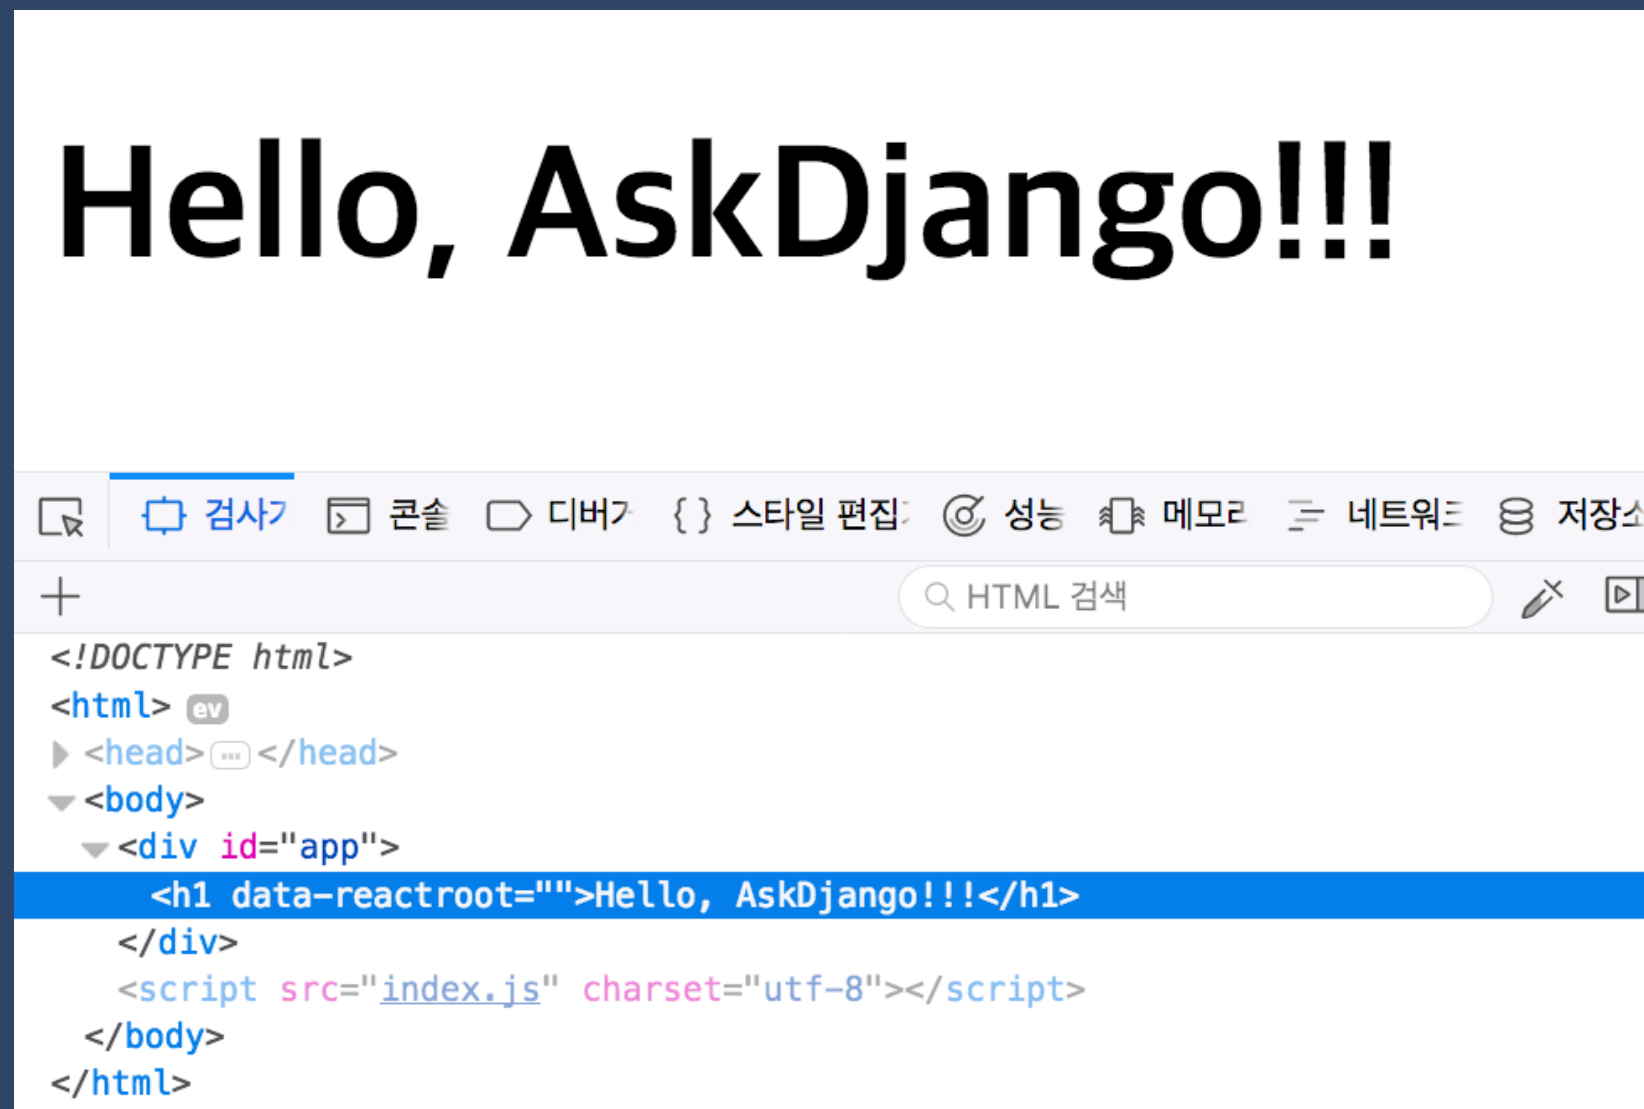 Hello, AskDjango!!!
검사기 콘솔 디버거 { } 스타일 편집 성능 메모리 네트워크 저장소
HTML 검색
<!DOCTYPE html>
<html> ev
<head>…</head>
<body>
<div id="app">
<h1 data-reactroot="">Hello, AskDjango!!!</h1>
</div>
<script src="index.js" charset="utf-8"></script>
</body>
</html>